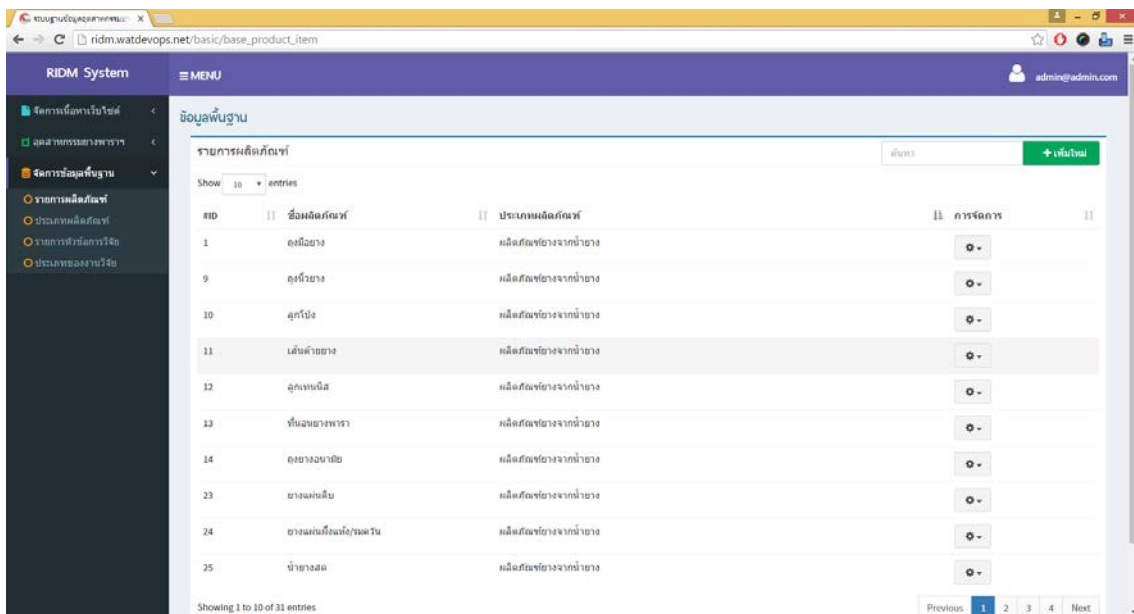 ระบบฐานข้อมูลอุตสาหกรรมยา
ridm.watdevops.net/basic/base_product_item
RIDM System
MENU
admin@admin.com
จัดการเนื้อหาเว็บไซต์
อุตสาหกรรมยางพาราฯ
จัดการข้อมูลพื้นฐาน
รายการผลิตภัณฑ์
ประเภทผลิตภัณฑ์
รายการหัวข้อการวิจัย
ประเภทของงานวิจัย
ข้อมูลพื้นฐาน
รายการผลิตภัณฑ์ ค้นหา + เพิ่มใหม่
Show 10 entries
#ID ชื่อผลิตภัณฑ์ ประเภทผลิตภัณฑ์ การจัดการ
1 ถุงมือยาง ผลิตภัณฑ์ยางจากน้ำยาง
9 ถุงนิ้วยาง ผลิตภัณฑ์ยางจากน้ำยาง
10 ลูกโป่ง ผลิตภัณฑ์ยางจากน้ำยาง
11 เส้นด้ายยาง ผลิตภัณฑ์ยางจากน้ำยาง
12 ลูกเทนนิส ผลิตภัณฑ์ยางจากน้ำยาง
13 ที่นอนยางพารา ผลิตภัณฑ์ยางจากน้ำยาง
14 ถุงยางอนามัย ผลิตภัณฑ์ยางจากน้ำยาง
23 ยางแผ่นดิบ ผลิตภัณฑ์ยางจากน้ำยาง
24 ยางแผ่นผึ่งแห้ง/รมควัน ผลิตภัณฑ์ยางจากน้ำยาง
25 น้ำยางสด ผลิตภัณฑ์ยางจากน้ำยาง
Showing 1 to 10 of 31 entries Previous 1 2 3 4 Next